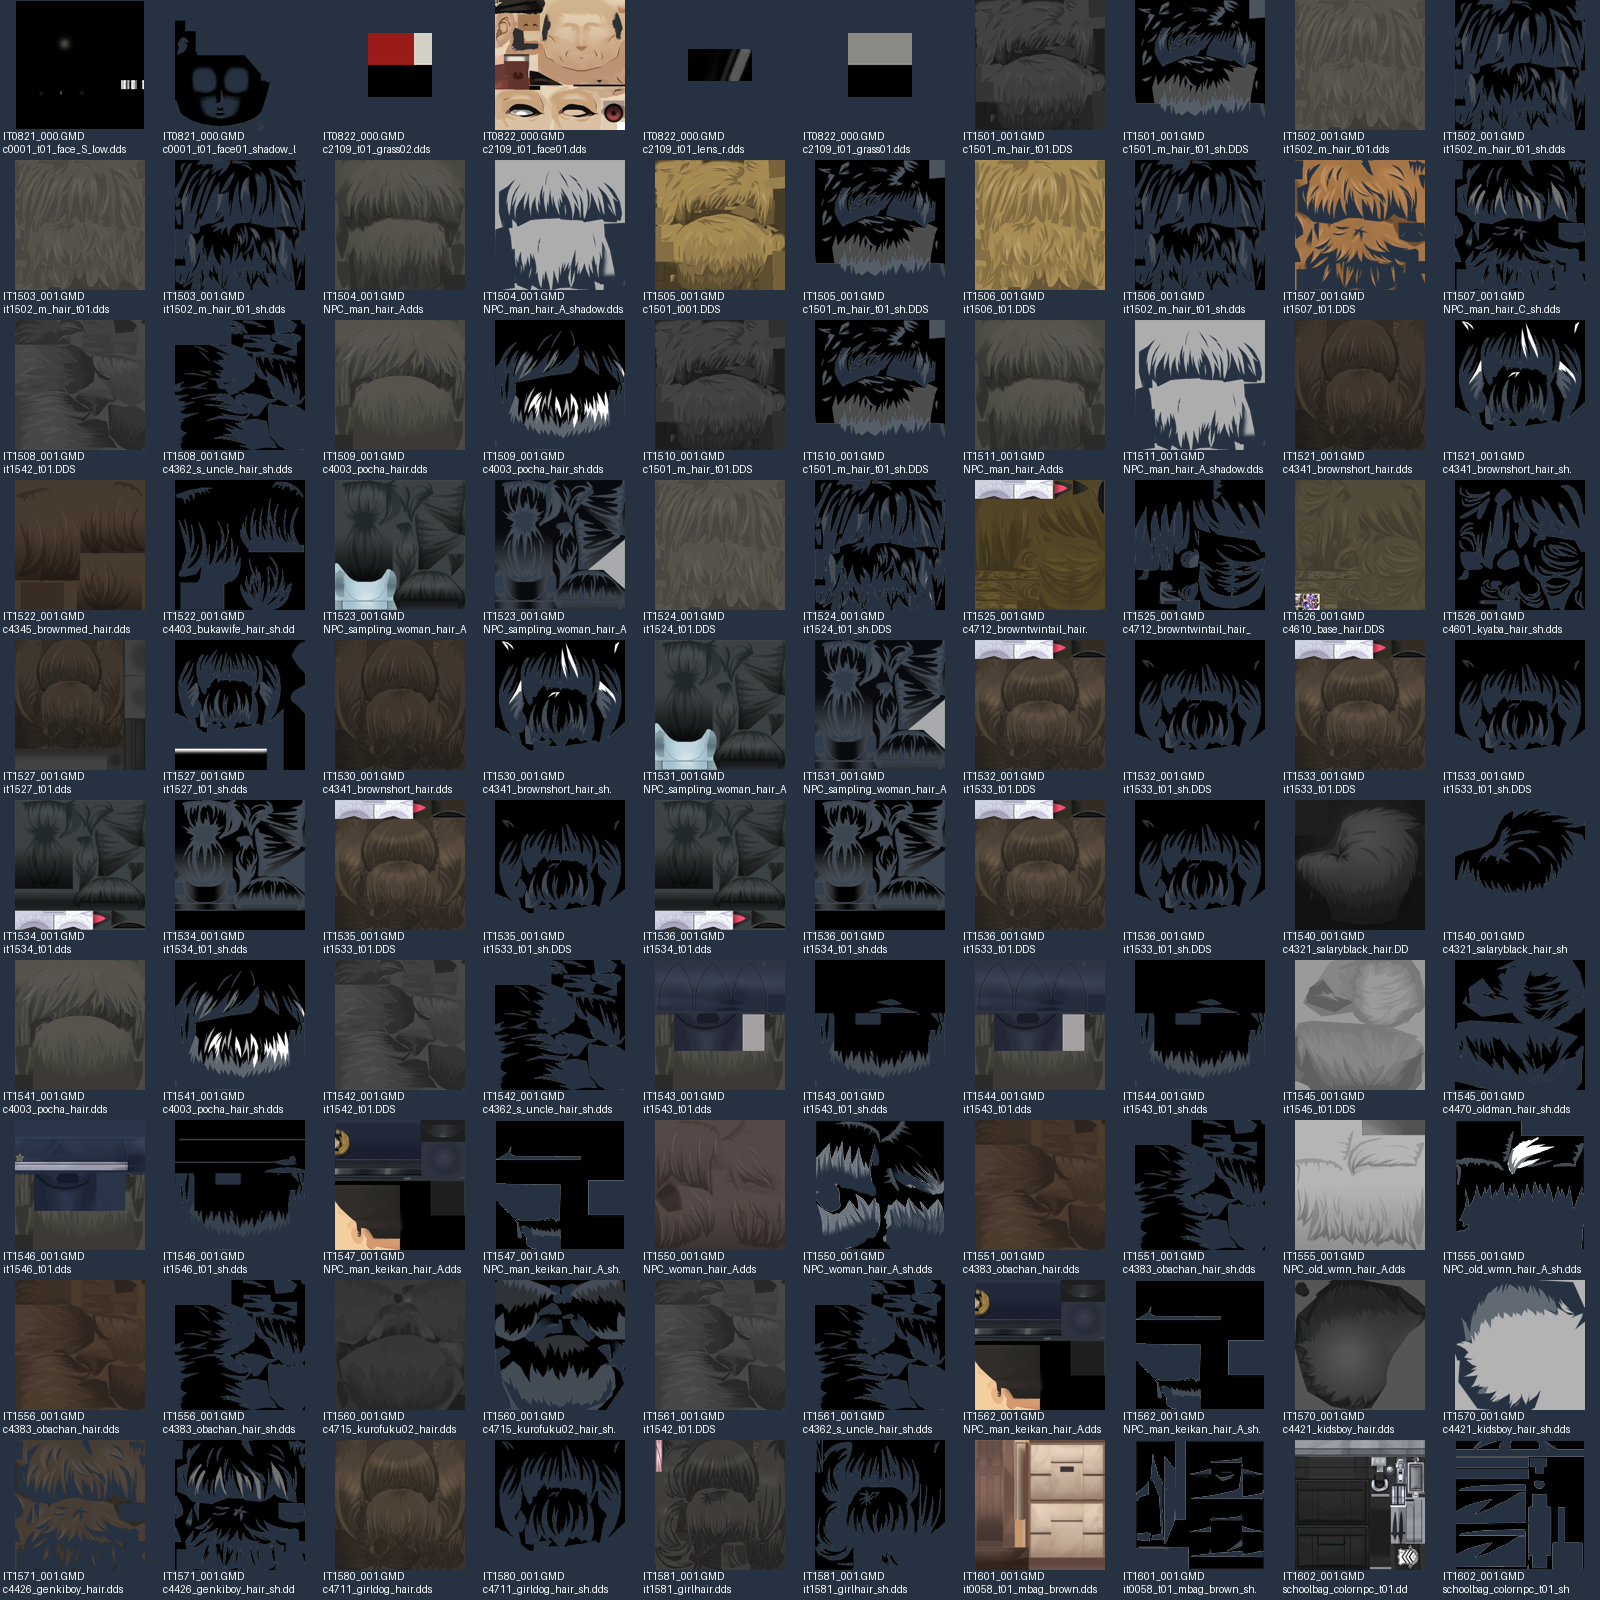 IT0821_000.GMD
c0001_t01_face_S_low.dds
IT0821_000.GMD
c0001_t01_face01_shadow_l
IT0822_000.GMD
c2109_t01_grass02.dds
IT0822_000.GMD
c2109_t01_face01.dds
IT0822_000.GMD
c2109_t01_lens_r.dds
IT0822_000.GMD
c2109_t01_grass01.dds
IT1501_001.GMD
c1501_m_hair_t01.DDS
IT1501_001.GMD
c1501_m_hair_t01_sh.DDS
IT1502_001.GMD
it1502_m_hair_t01.dds
IT1502_001.GMD
it1502_m_hair_t01_sh.dds
IT1503_001.GMD
it1502_m_hair_t01.dds
IT1503_001.GMD
it1502_m_hair_t01_sh.dds
IT1504_001.GMD
NPC_man_hair_A.dds
IT1504_001.GMD
NPC_man_hair_A_shadow.dds
IT1505_001.GMD
c1501_t001.DDS
IT1505_001.GMD
c1501_m_hair_t01_sh.DDS
IT1506_001.GMD
it1506_t01.DDS
IT1506_001.GMD
it1502_m_hair_t01_sh.dds
IT1507_001.GMD
it1507_t01.DDS
IT1507_001.GMD
NPC_man_hair_C_sh.dds
IT1508_001.GMD
it1542_t01.DDS
IT1508_001.GMD
c4362_s_uncle_hair_sh.dds
IT1509_001.GMD
c4003_pocha_hair.dds
IT1509_001.GMD
c4003_pocha_hair_sh.dds
IT1510_001.GMD
c1501_m_hair_t01.DDS
IT1510_001.GMD
c1501_m_hair_t01_sh.DDS
IT1511_001.GMD
NPC_man_hair_A.dds
IT1511_001.GMD
NPC_man_hair_A_shadow.dds
IT1521_001.GMD
c4341_brownshort_hair.dds
IT1521_001.GMD
c4341_brownshort_hair_sh.
IT1522_001.GMD
c4345_brownmed_hair.dds
IT1522_001.GMD
c4403_bukawife_hair_sh.dd
IT1523_001.GMD
NPC_sampling_woman_hair_A
IT1523_001.GMD
NPC_sampling_woman_hair_A
IT1524_001.GMD
it1524_t01.DDS
IT1524_001.GMD
it1524_t01_sh.DDS
IT1525_001.GMD
c4712_browntwintail_hair.
IT1525_001.GMD
c4712_browntwintail_hair_
IT1526_001.GMD
c4610_base_hair.DDS
IT1526_001.GMD
c4601_kyaba_hair_sh.dds
IT1527_001.GMD
it1527_t01.dds
IT1527_001.GMD
it1527_t01_sh.dds
IT1530_001.GMD
c4341_brownshort_hair.dds
IT1530_001.GMD
c4341_brownshort_hair_sh.
IT1531_001.GMD
NPC_sampling_woman_hair_A
IT1531_001.GMD
NPC_sampling_woman_hair_A
IT1532_001.GMD
it1533_t01.DDS
IT1532_001.GMD
it1533_t01_sh.DDS
IT1533_001.GMD
it1533_t01.DDS
IT1533_001.GMD
it1533_t01_sh.DDS
IT1534_001.GMD
it1534_t01.dds
IT1534_001.GMD
it1534_t01_sh.dds
IT1535_001.GMD
it1533_t01.DDS
IT1535_001.GMD
it1533_t01_sh.DDS
IT1536_001.GMD
it1534_t01.dds
IT1536_001.GMD
it1534_t01_sh.dds
IT1536_001.GMD
it1533_t01.DDS
IT1536_001.GMD
it1533_t01_sh.DDS
IT1540_001.GMD
c4321_salaryblack_hair.DD
IT1540_001.GMD
c4321_salaryblack_hair_sh
IT1541_001.GMD
c4003_pocha_hair.dds
IT1541_001.GMD
c4003_pocha_hair_sh.dds
IT1542_001.GMD
it1542_t01.DDS
IT1542_001.GMD
c4362_s_uncle_hair_sh.dds
IT1543_001.GMD
it1543_t01.dds
IT1543_001.GMD
it1543_t01_sh.dds
IT1544_001.GMD
it1543_t01.dds
IT1544_001.GMD
it1543_t01_sh.dds
IT1545_001.GMD
it1545_t01.DDS
IT1545_001.GMD
c4470_oldman_hair_sh.dds
IT1546_001.GMD
it1546_t01.dds
IT1546_001.GMD
it1546_t01_sh.dds
IT1547_001.GMD
NPC_man_keikan_hair_A.dds
IT1547_001.GMD
NPC_man_keikan_hair_A_sh.
IT1550_001.GMD
NPC_woman_hair_A.dds
IT1550_001.GMD
NPC_woman_hair_A_sh.dds
IT1551_001.GMD
c4383_obachan_hair.dds
IT1551_001.GMD
c4383_obachan_hair_sh.dds
IT1555_001.GMD
NPC_old_wmn_hair_A.dds
IT1555_001.GMD
NPC_old_wmn_hair_A_sh.dds
IT1556_001.GMD
c4383_obachan_hair.dds
IT1556_001.GMD
c4383_obachan_hair_sh.dds
IT1560_001.GMD
c4715_kurofuku02_hair.dds
IT1560_001.GMD
c4715_kurofuku02_hair_sh.
IT1561_001.GMD
it1542_t01.DDS
IT1561_001.GMD
c4362_s_uncle_hair_sh.dds
IT1562_001.GMD
NPC_man_keikan_hair_A.dds
IT1562_001.GMD
NPC_man_keikan_hair_A_sh.
IT1570_001.GMD
c4421_kidsboy_hair.dds
IT1570_001.GMD
c4421_kidsboy_hair_sh.dds
IT1571_001.GMD
c4426_genkiboy_hair.dds
IT1571_001.GMD
c4426_genkiboy_hair_sh.dd
IT1580_001.GMD
c4711_girldog_hair.dds
IT1580_001.GMD
c4711_girldog_hair_sh.dds
IT1581_001.GMD
it1581_girlhair.dds
IT1581_001.GMD
it1581_girlhair_sh.dds
IT1601_001.GMD
it0058_t01_mbag_brown.dds
IT1601_001.GMD
it0058_t01_mbag_brown_sh.
IT1602_001.GMD
schoolbag_colornpc_t01.dd
IT1602_001.GMD
schoolbag_colornpc_t01_sh